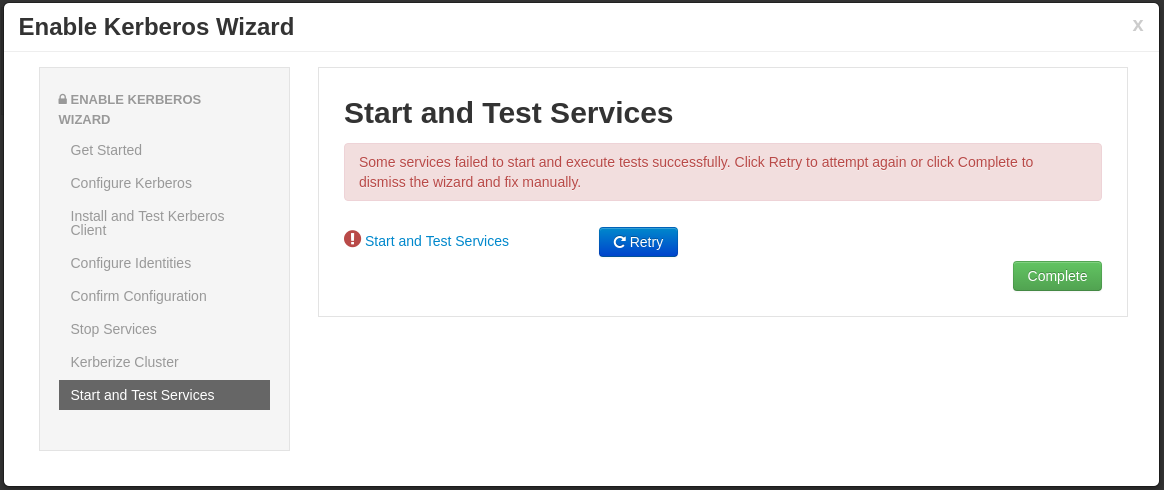 Enable Kerberos Wizard
x
ENABLE KERBEROS
WIZARD
Get Started
Configure Kerberos
Install and Test Kerberos
Client
Configure Identities
Confirm Configuration
Stop Services
Kerberize Cluster
Start and Test Services
Start and Test Services
Some services failed to start and execute tests successfully. Click Retry to attempt again or click Complete to
dismiss the wizard and fix manually.
Start and Test Services
Retry
Complete